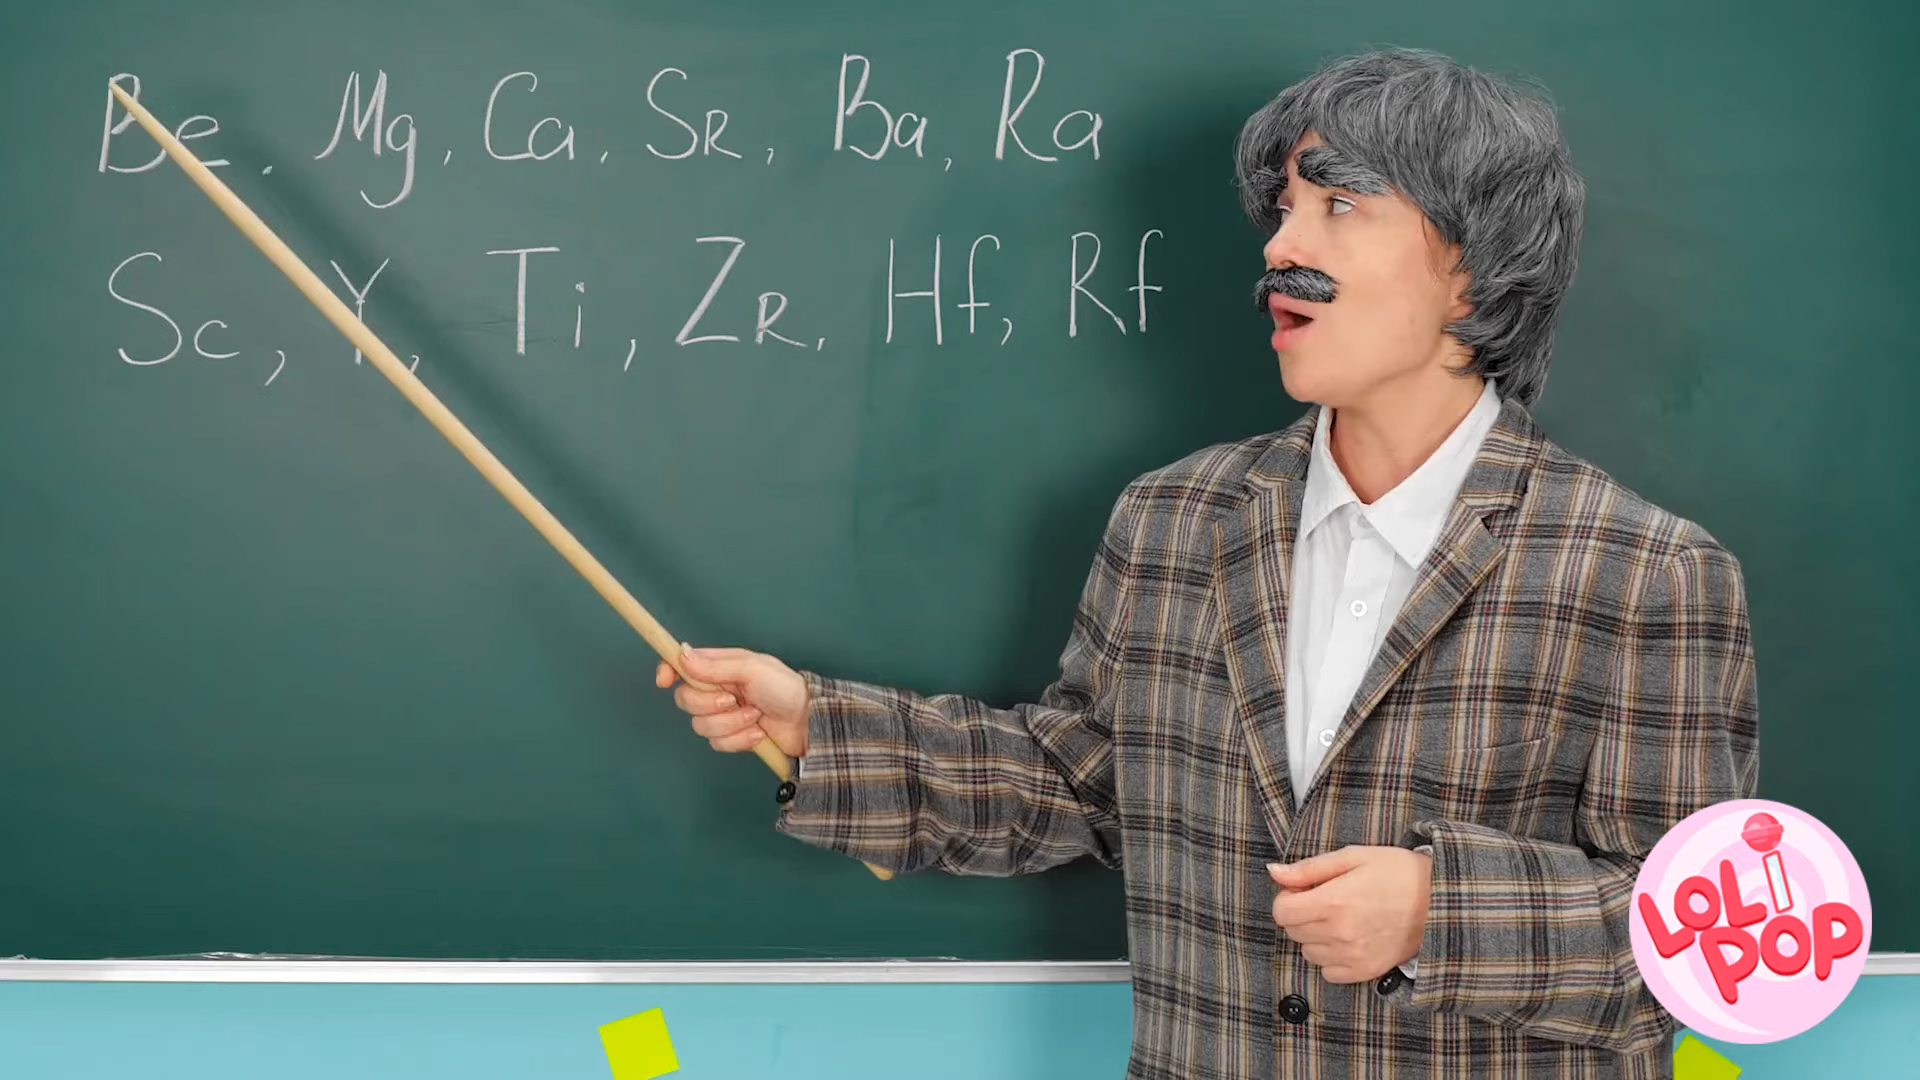 Be. Mg, Ca, Sr, Ba, Ra
Sc, Y, Ti, Zr, Hf, Rf
LOLIPOP